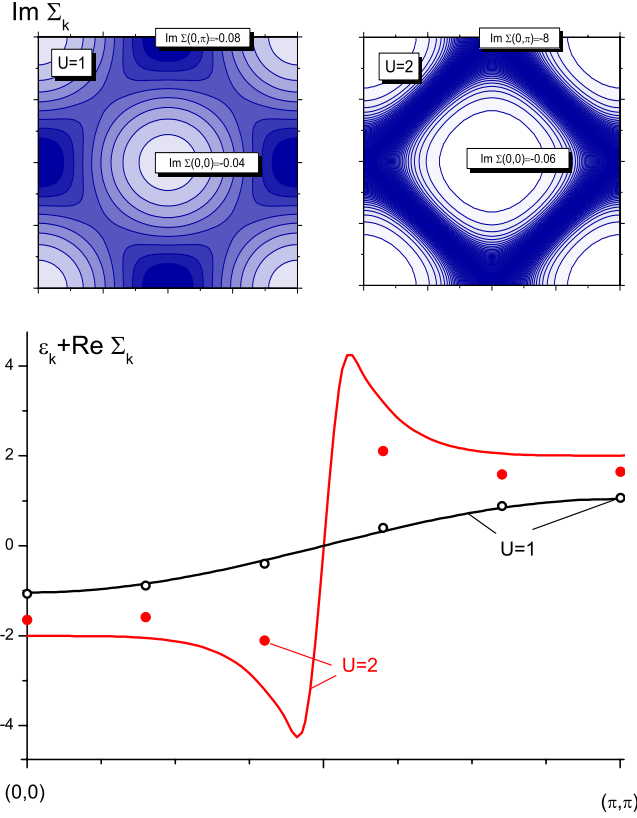 Im Σk
Im Σ(0,π)=-0.08
U=1
Im Σ(0,0)=-0.04
Im Σ(0,π)=-8
U=2
Im Σ(0,0)=-0.06
εk+Re Σk
4
2
0
-2
-4
U=1
U=2
(0,0)
(π,π)